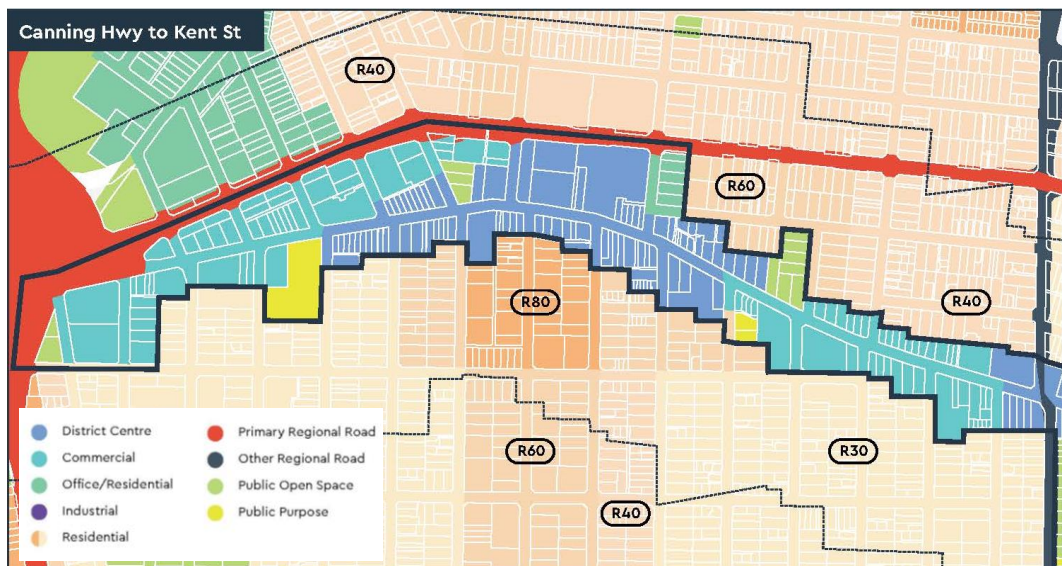 Canning Hwy to Kent St
R40
R60
R40
R80
R30
R60
R40
District Centre
Commercial
Office/Residential
Industrial
Residential
Primary Regional Road
Other Regional Road
Public Open Space
Public Purpose